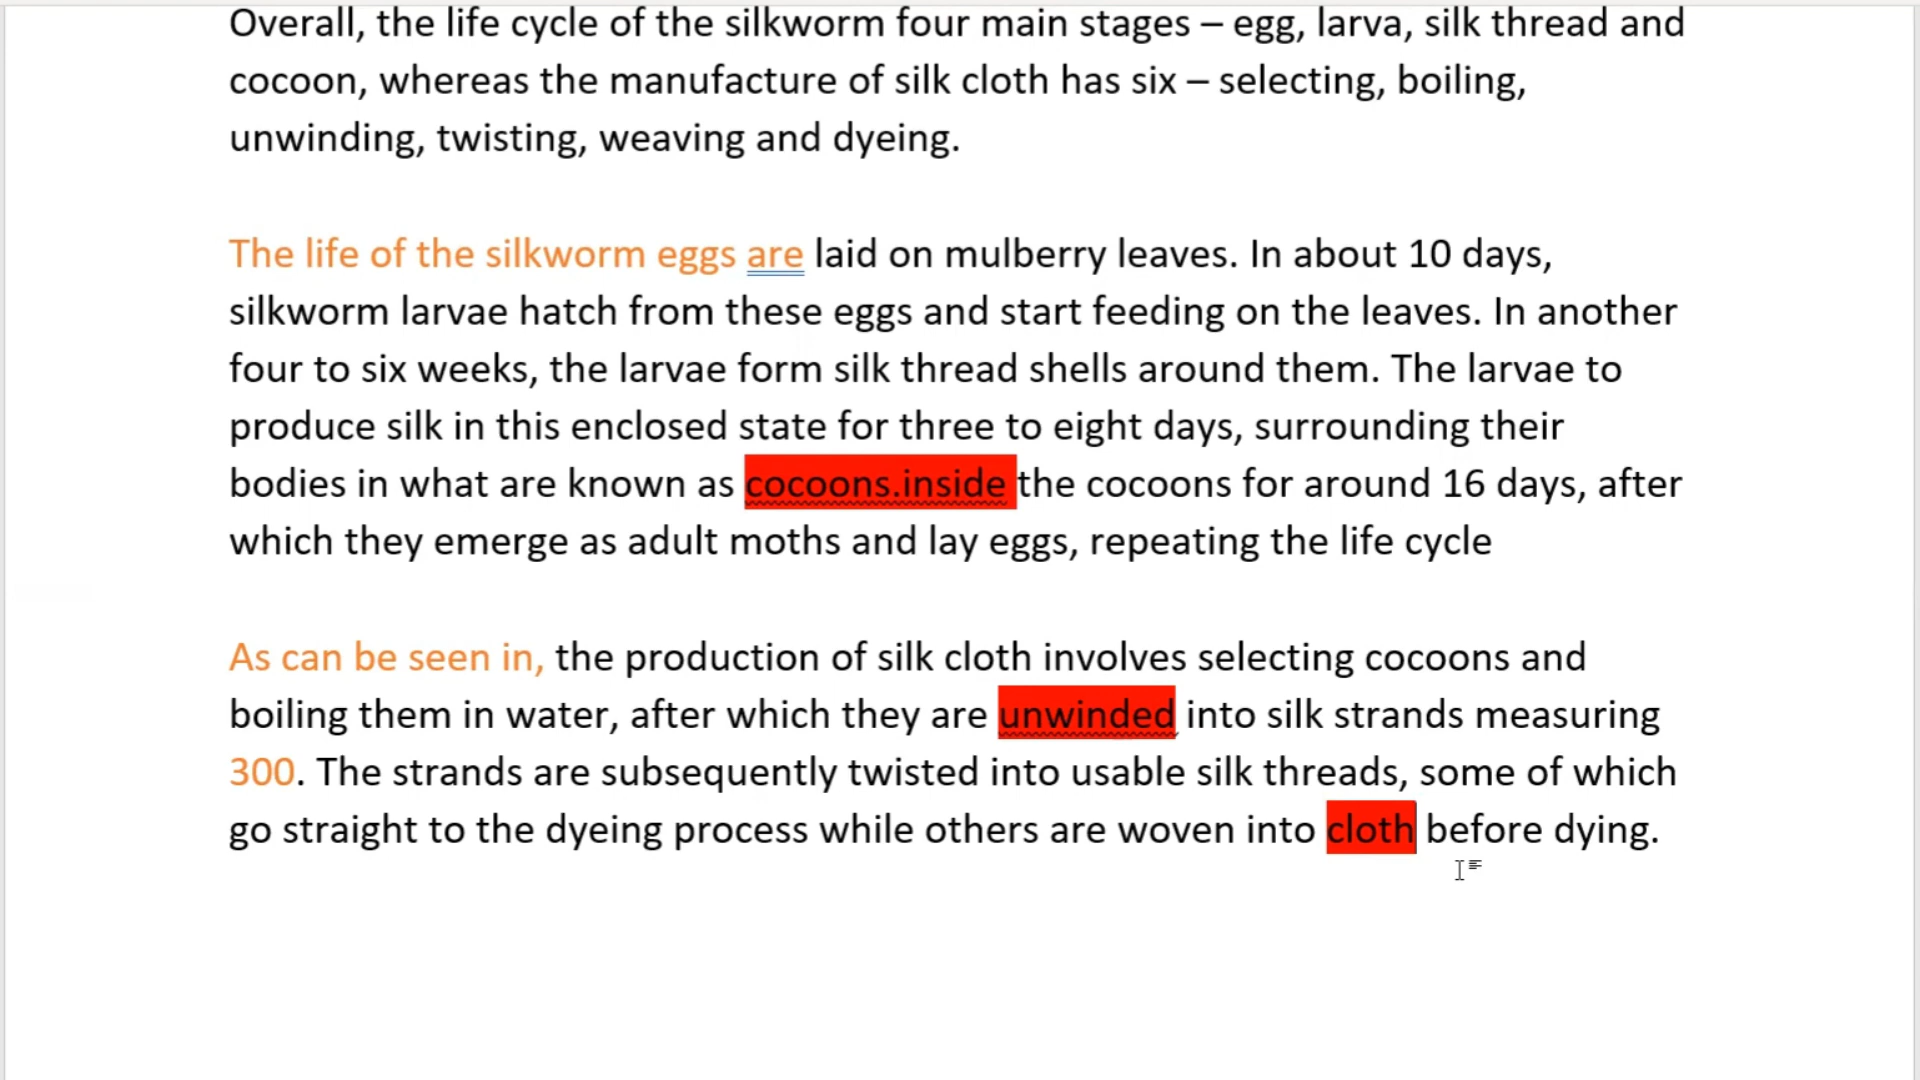 Overall, the life cycle of the silkworm four main stages – egg, larva, silk thread and
cocoon, whereas the manufacture of silk cloth has six – selecting, boiling,
unwinding, twisting, weaving and dyeing.
The life of the silkworm eggs are laid on mulberry leaves. In about 10 days,
silkworm larvae hatch from these eggs and start feeding on the leaves. In another
four to six weeks, the larvae form silk thread shells around them. The larvae to
produce silk in this enclosed state for three to eight days, surrounding their
bodies in what are known as cocoons.inside the cocoons for around 16 days, after
which they emerge as adult moths and lay eggs, repeating the life cycle
As can be seen in, the production of silk cloth involves selecting cocoons and
boiling them in water, after which they are unwinded into silk strands measuring
300. The strands are subsequently twisted into usable silk threads, some of which
go straight to the dyeing process while others are woven into cloth before dying.